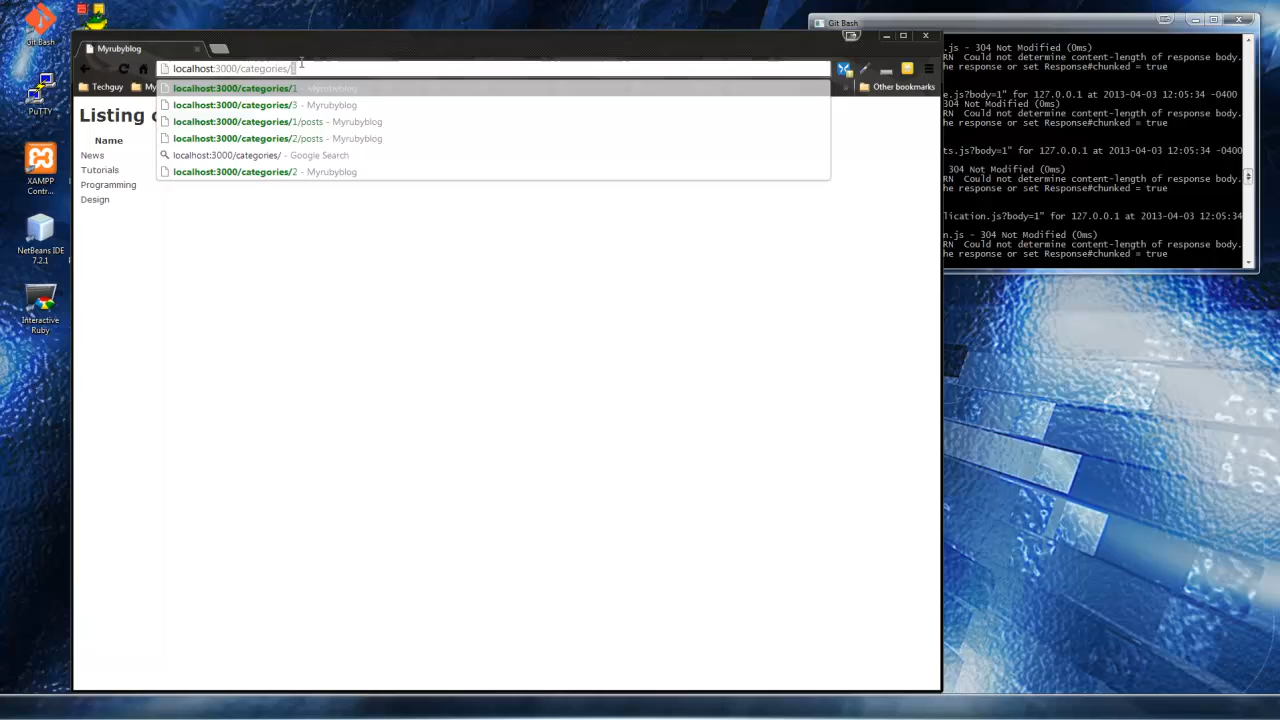 Git Bash
PuTTY
XAMPP
Contr...
NetBeans IDE
7.2.1
Interactive
Ruby
Myrubyblog
localhost:3000/categories/
Techguy
My
Other bookmarks
localhost:3000/categories/1 - Myrubyblog
localhost:3000/categories/3 - Myrubyblog
localhost:3000/categories/1/posts - Myrubyblog
localhost:3000/categories/2/posts - Myrubyblog
localhost:3000/categories/ - Google Search
localhost:3000/categories/2 - Myrubyblog
Listing
Name
News
Tutorials
Programming
Design
Git Bash
.js - 304 Not Modified (0ms)
RN Could not determine content-length of response body.
he response or set Response#chunked = true
e.js?body=1" for 127.0.0.1 at 2013-04-03 12:05:34 -0400
304 Not Modified (0ms)
RN Could not determine content-length of response body.
he response or set Response#chunked = true
ts.js?body=1" for 127.0.0.1 at 2013-04-03 12:05:34 -0400
304 Not Modified (0ms)
RN Could not determine content-length of response body.
he response or set Response#chunked = true
lication.js?body=1" for 127.0.0.1 at 2013-04-03 12:05:34
n.js - 304 Not Modified (0ms)
RN Could not determine content-length of response body.
he response or set Response#chunked = true